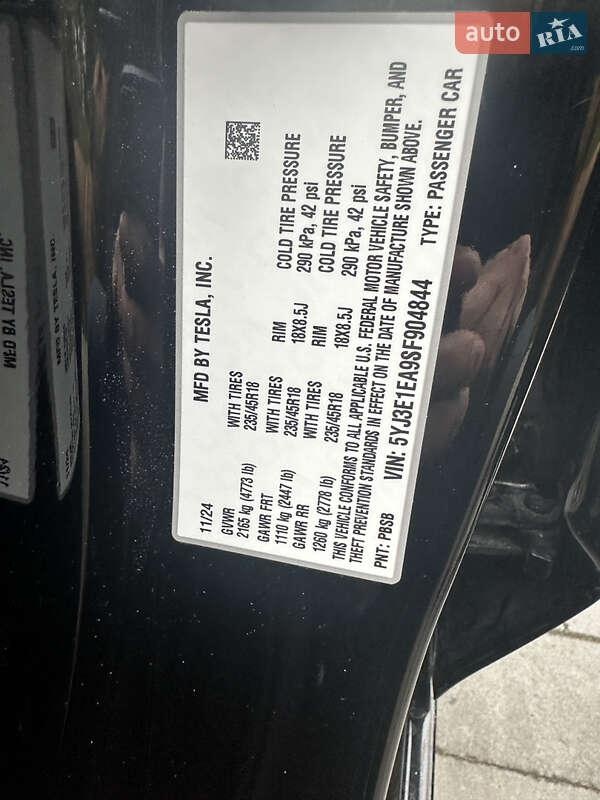 auto RIA.com
MFD BY TESLA, INC.
11/24
GVWR
2165 kg (4773 lb)
GAWR FRT WITH TIRES RIM COLD TIRE PRESSURE
1110 kg (2447 lb) 235/45R18 18X8.5J 290 kPa, 42 psi
GAWR RR WITH TIRES RIM COLD TIRE PRESSURE
1260 kg (2778 lb) 235/45R18 18X8.5J 290 kPa, 42 psi
THIS VEHICLE CONFORMS TO ALL APPLICABLE U.S. FEDERAL MOTOR VEHICLE SAFETY, BUMPER, AND
THEFT PREVENTION STANDARDS IN EFFECT ON THE DATE OF MANUFACTURE SHOWN ABOVE.
PNT: PBSB VIN: 5YJ3E1EA9SF904844 TYPE: PASSENGER CAR